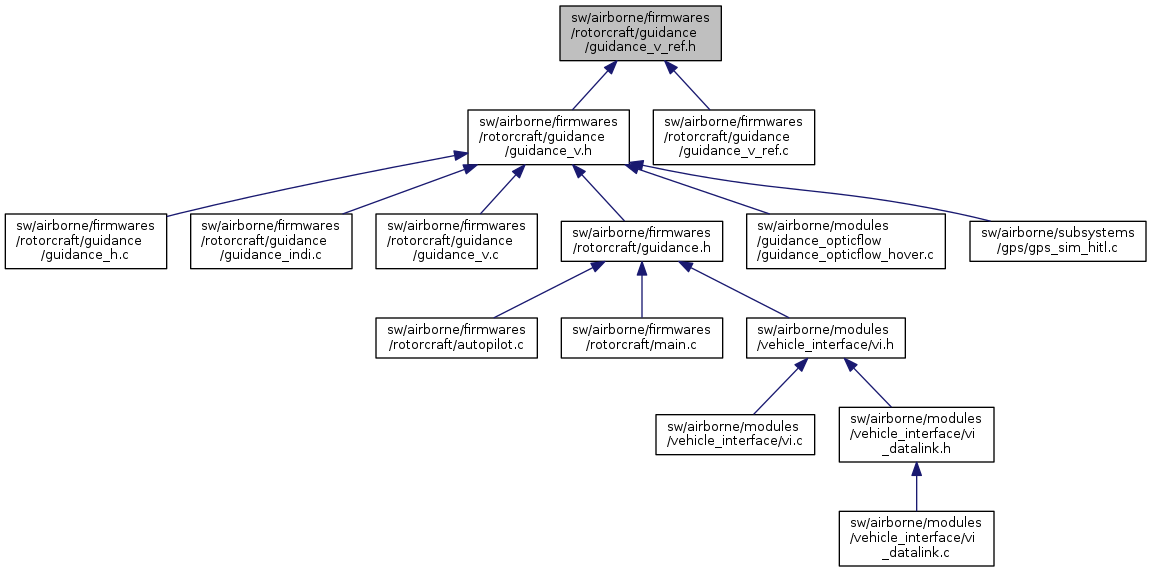 sw/airborne/firmwares
/rotorcraft/guidance
/guidance_v_ref.h
sw/airborne/firmwares
/rotorcraft/guidance
/guidance_v.h
sw/airborne/firmwares
/rotorcraft/guidance
/guidance_v_ref.c
sw/airborne/firmwares
/rotorcraft/guidance
/guidance_h.c
sw/airborne/firmwares
/rotorcraft/guidance
/guidance_indi.c
sw/airborne/firmwares
/rotorcraft/guidance
/guidance_v.c
sw/airborne/firmwares
/rotorcraft/guidance.h
sw/airborne/modules
/guidance_opticflow
/guidance_opticflow_hover.c
sw/airborne/subsystems
/gps/gps_sim_hitl.c
sw/airborne/firmwares
/rotorcraft/autopilot.c
sw/airborne/firmwares
/rotorcraft/main.c
sw/airborne/modules
/vehicle_interface/vi.h
sw/airborne/modules
/vehicle_interface/vi.c
sw/airborne/modules
/vehicle_interface/vi
_datalink.h
sw/airborne/modules
/vehicle_interface/vi
_datalink.c